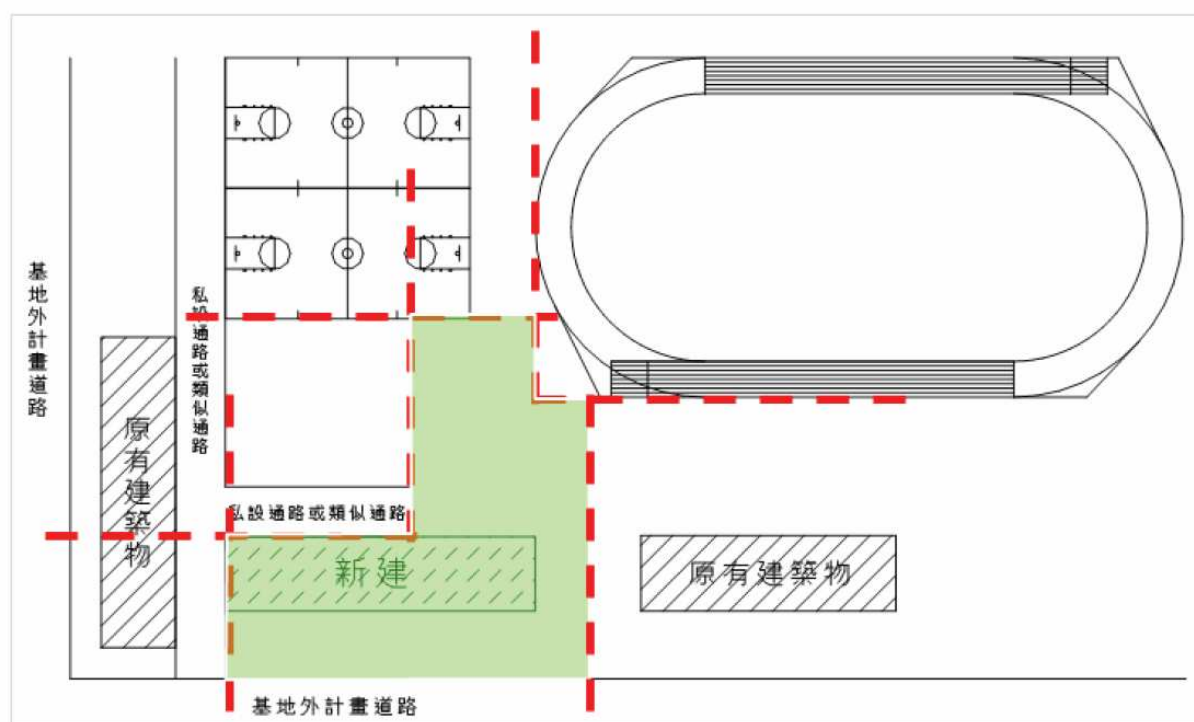 基地外計畫道路
私設通路或類似通路
原有建築物
私設通路或類似通路
新建
原有建築物
基地外計畫道路